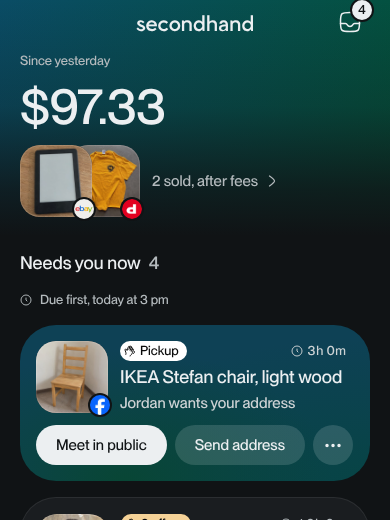 secondhand
4
Since yesterday
$97.33
ebay
d
2 sold, after fees
Needs you now 4
Due first, today at 3 pm
Pickup
3h 0m
IKEA Stefan chair, light wood
Jordan wants your address
Meet in public
Send address